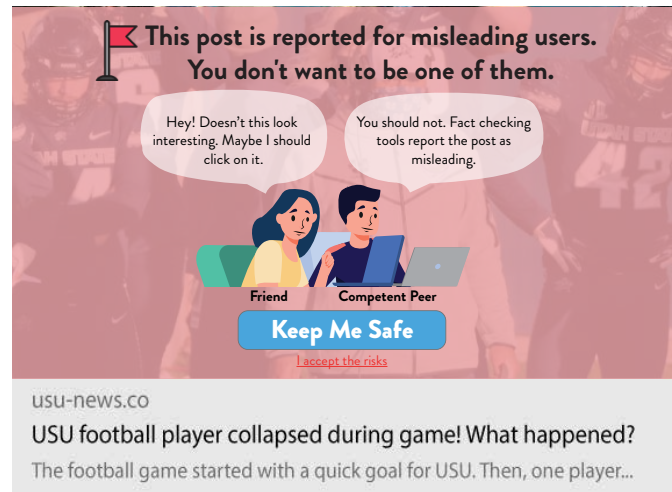 This post is reported for misleading users.
You don't want to be one of them.
Hey! Doesn't this look
interesting. Maybe I should
click on it.
You should not. Fact checking
tools report the post as
misleading.
UTAH STATE
42
Friend
Competent Peer
Keep Me Safe
I accept the risks
usu-news.co
USU football player collapsed during game! What happened?
The football game started with a quick goal for USU. Then, one player...